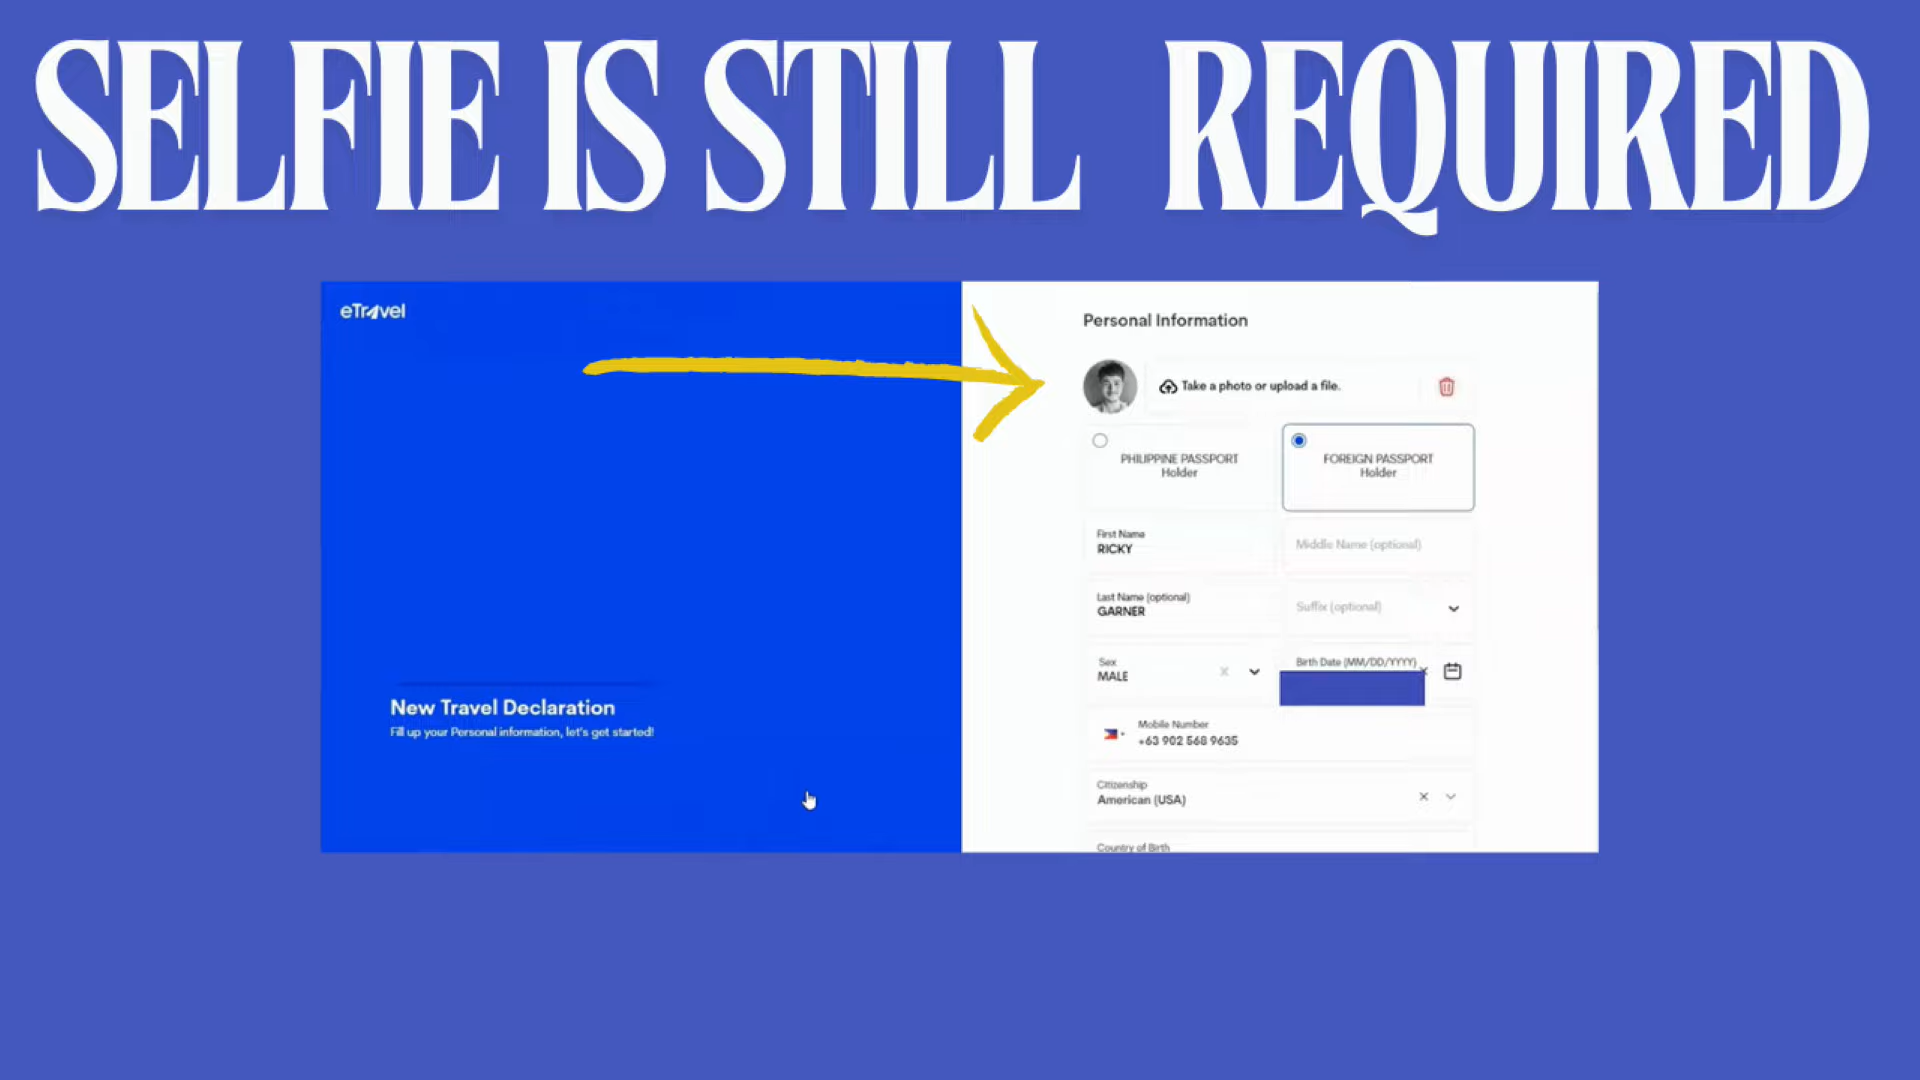 SELFIE IS STILL REQUIRED
eTravel
Personal Information
Take a photo or upload a file.
PHILIPPINE PASSPORT
Holder
FOREIGN PASSPORT
Holder
First Name
RICKY
Middle Name (optional)
Last Name (optional)
GARNER
Suffix (optional)
Sex
MALE
Birth Date (MM/DD/YYYY)
New Travel Declaration
Fill up your Personal information, let's get started!
Mobile Number
+63 902 568 9635
Citizenship
American (USA)
Country of Birth